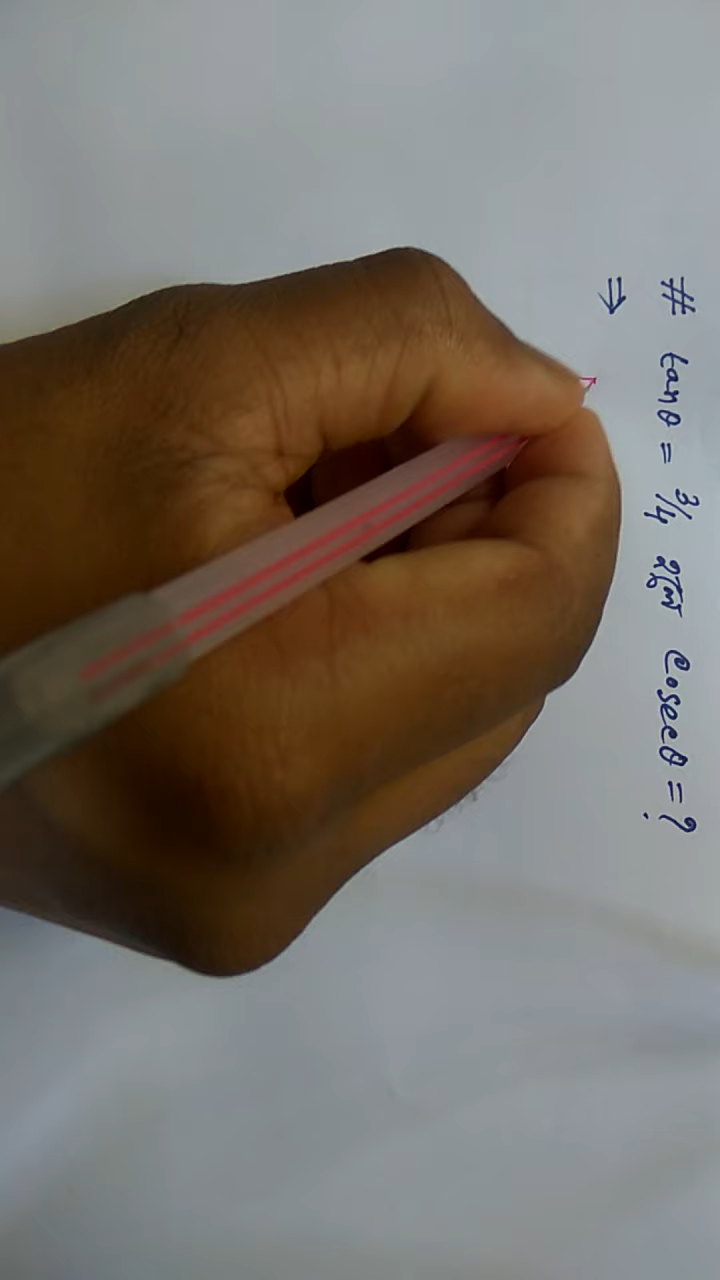 # tanθ = 3/4 হলে cosecθ = ?
⇒